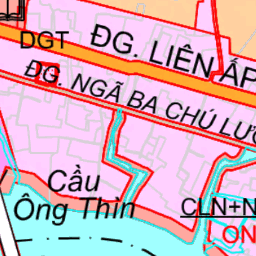 DGT
ĐG. LIÊN ẤP
ĐG. NGÃ BA CHÚ LƯ
Cầu
Ông Thìn
CLN+N
ON